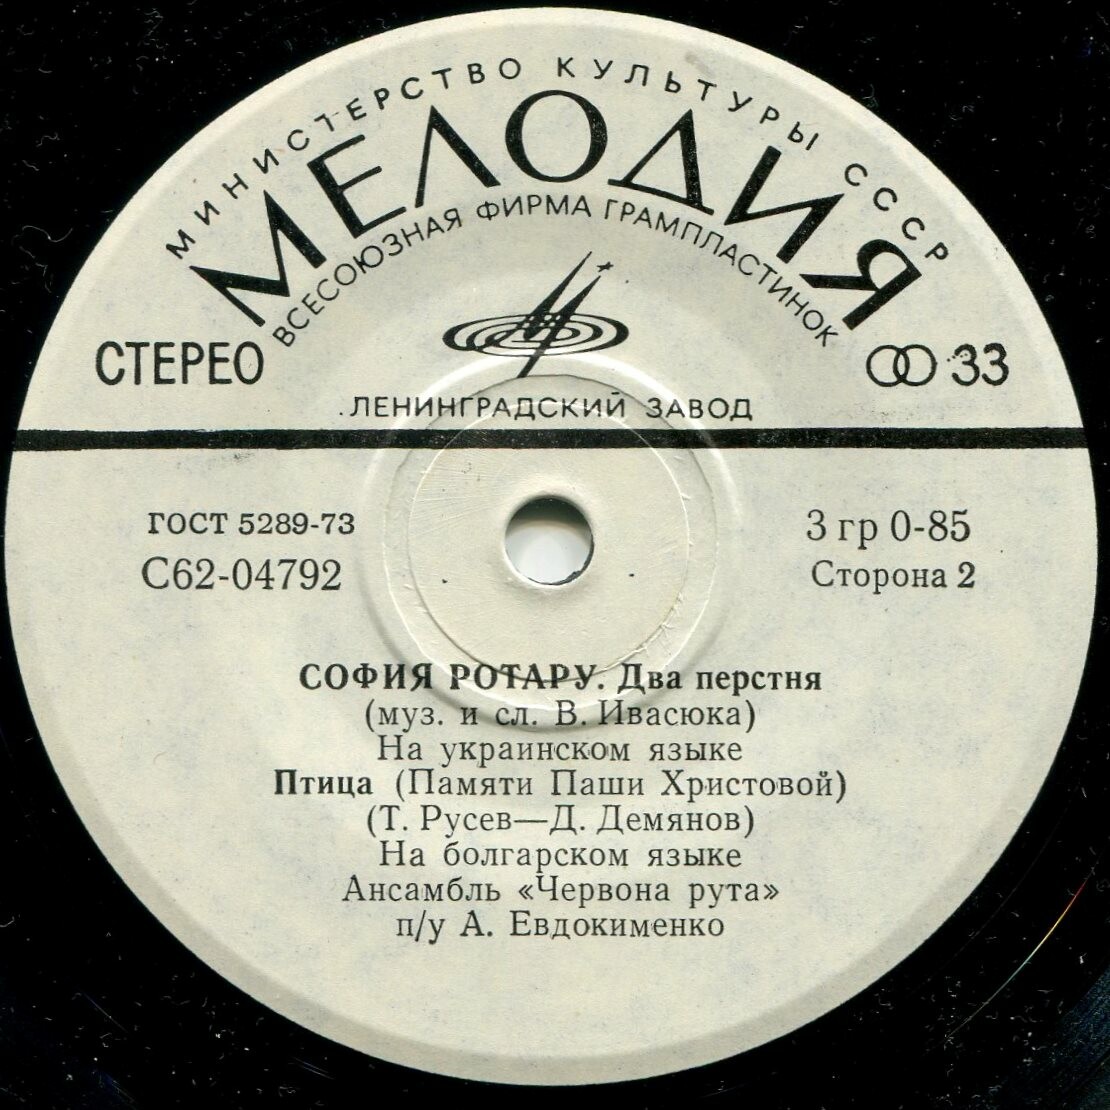 МИНИСТЕРСТВО КУЛЬТУРЫ СССР
МЕЛОДИЯ
ВСЕСОЮЗНАЯ ФИРМА ГРАМПЛАСТИНОК
СТЕРЕО
33
ЛЕНИНГРАДСКИЙ ЗАВОД
ГОСТ 5289-73
3 гр 0-85
С62-04792
Сторона 2
СОФИЯ РОТАРУ. Два перстня
(муз. и сл. В. Ивасюка)
На украинском языке
Птица (Памяти Паши Христовой)
(Т. Русев—Д. Демянов)
На болгарском языке
Ансамбль «Червона рута»
п/у А. Евдокименко